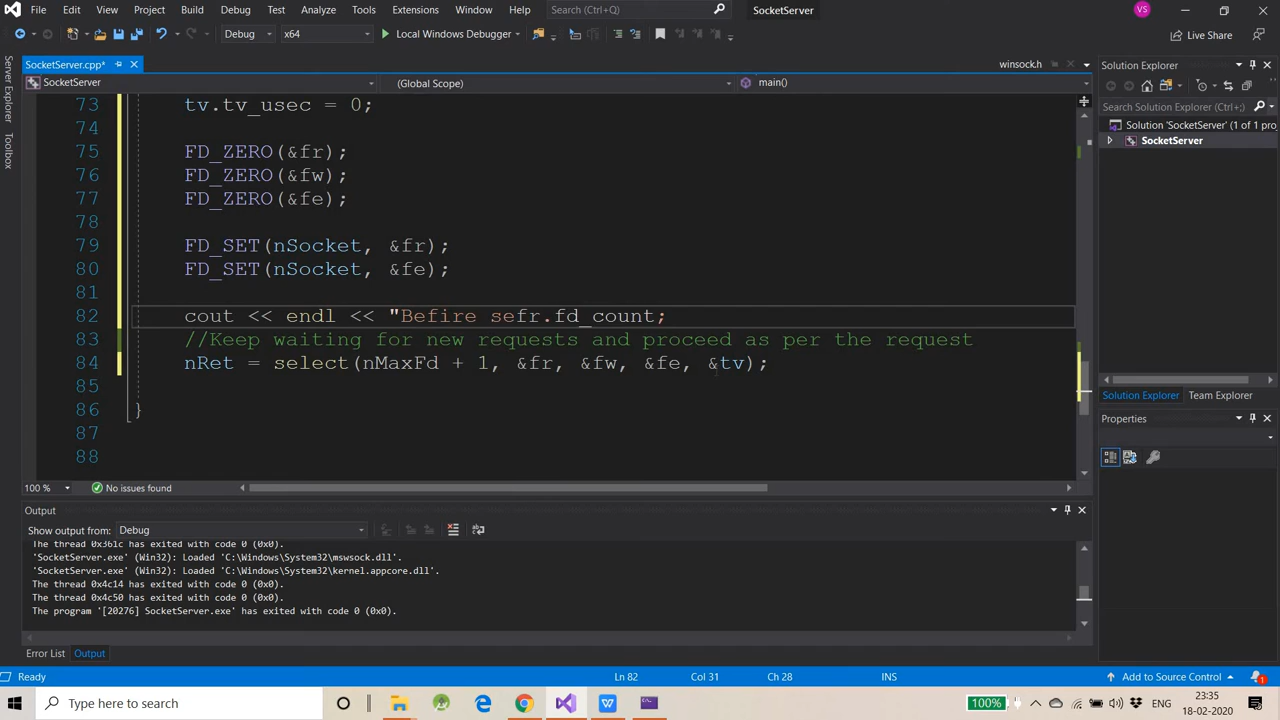 File Edit View Project Build Debug Test Analyze Tools Extensions Window Help Search (Ctrl+Q) SocketServer VS
Debug x64 Local Windows Debugger Live Share
SocketServer.cpp* winsock.h Solution Explorer
SocketServer (Global Scope) main()
Search Solution Explorer (Ctrl+;)
Solution 'SocketServer' (1 of 1 pro
SocketServer
Server Explorer
Toolbox
73 tv.tv_usec = 0;
74
75 FD_ZERO(&fr);
76 FD_ZERO(&fw);
77 FD_ZERO(&fe);
78
79 FD_SET(nSocket, &fr);
80 FD_SET(nSocket, &fe);
81
82 cout << endl << "Befire sefr.fd_count;
83 //Keep waiting for new requests and proceed as per the request
84 nRet = select(nMaxFd + 1, &fr, &fw, &fe, &tv);
85
86 }
87
88
Solution Explorer Team Explorer
Properties
100 % No issues found
Output
Show output from: Debug
The thread 0x361c has exited with code 0 (0x0).
'SocketServer.exe' (Win32): Loaded 'C:\Windows\System32\mswsock.dll'.
'SocketServer.exe' (Win32): Loaded 'C:\Windows\System32\kernel.appcore.dll'.
The thread 0x4c14 has exited with code 0 (0x0).
The thread 0x4c50 has exited with code 0 (0x0).
The program '[20276] SocketServer.exe' has exited with code 0 (0x0).
Error List Output
Ready Ln 82 Col 31 Ch 28 INS Add to Source Control 1
Type here to search 100% ENG 23:35
18-02-2020